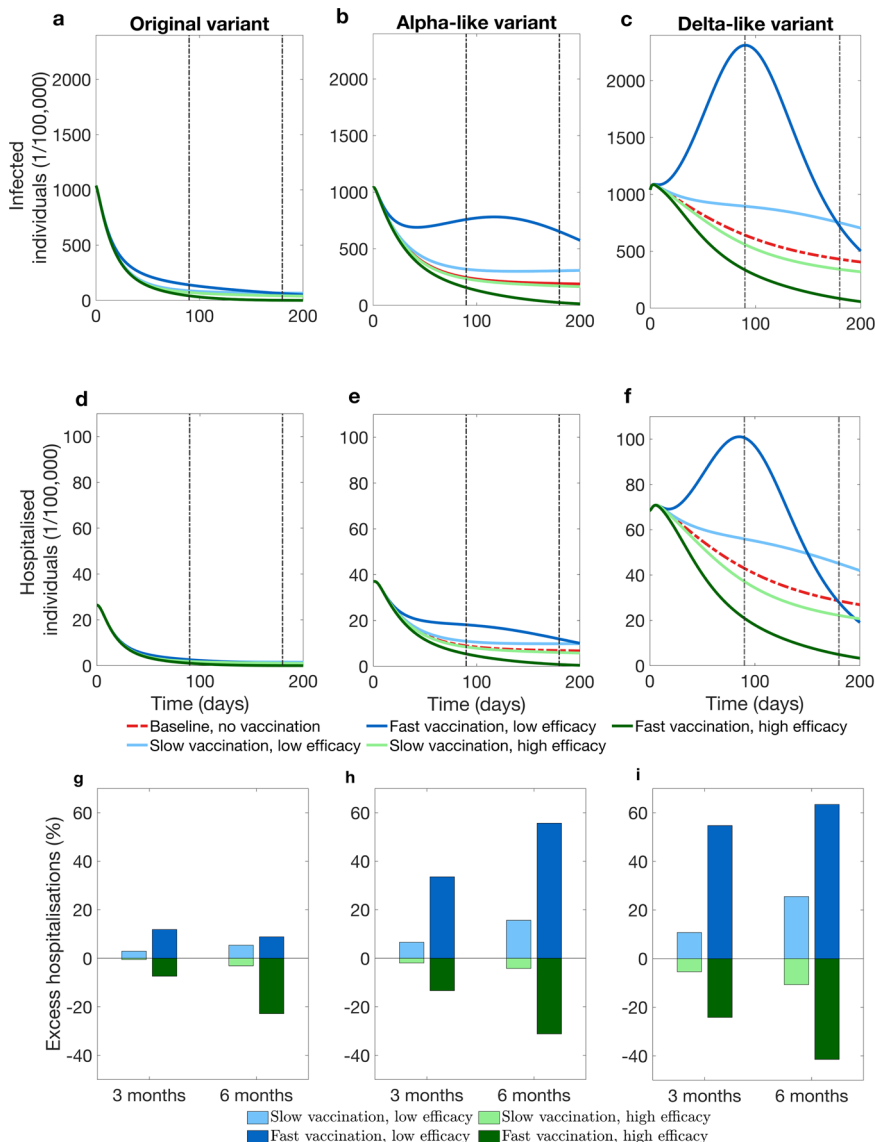 a Original variant
b Alpha-like variant
c Delta-like variant
Infected
individuals (1/100,000)
2000
1500
1000
500
0
0 100 200
2000
1500
1000
500
0
0 100 200
2000
1500
1000
500
0
0 100 200
d
e
f
Hospitalised
individuals (1/100,000)
100
80
60
40
20
0
0 100 200
100
80
60
40
20
0
0 100 200
100
80
60
40
20
0
0 100 200
Time (days) Time (days) Time (days)
Baseline, no vaccination Fast vaccination, low efficacy Fast vaccination, high efficacy
Slow vaccination, low efficacy Slow vaccination, high efficacy
g
h
i
Excess hospitalisations (%)
60
40
20
0
-20
-40
3 months 6 months
60
40
20
0
-20
-40
3 months 6 months
60
40
20
0
-20
-40
3 months 6 months
Slow vaccination, low efficacy Slow vaccination, high efficacy
Fast vaccination, low efficacy Fast vaccination, high efficacy